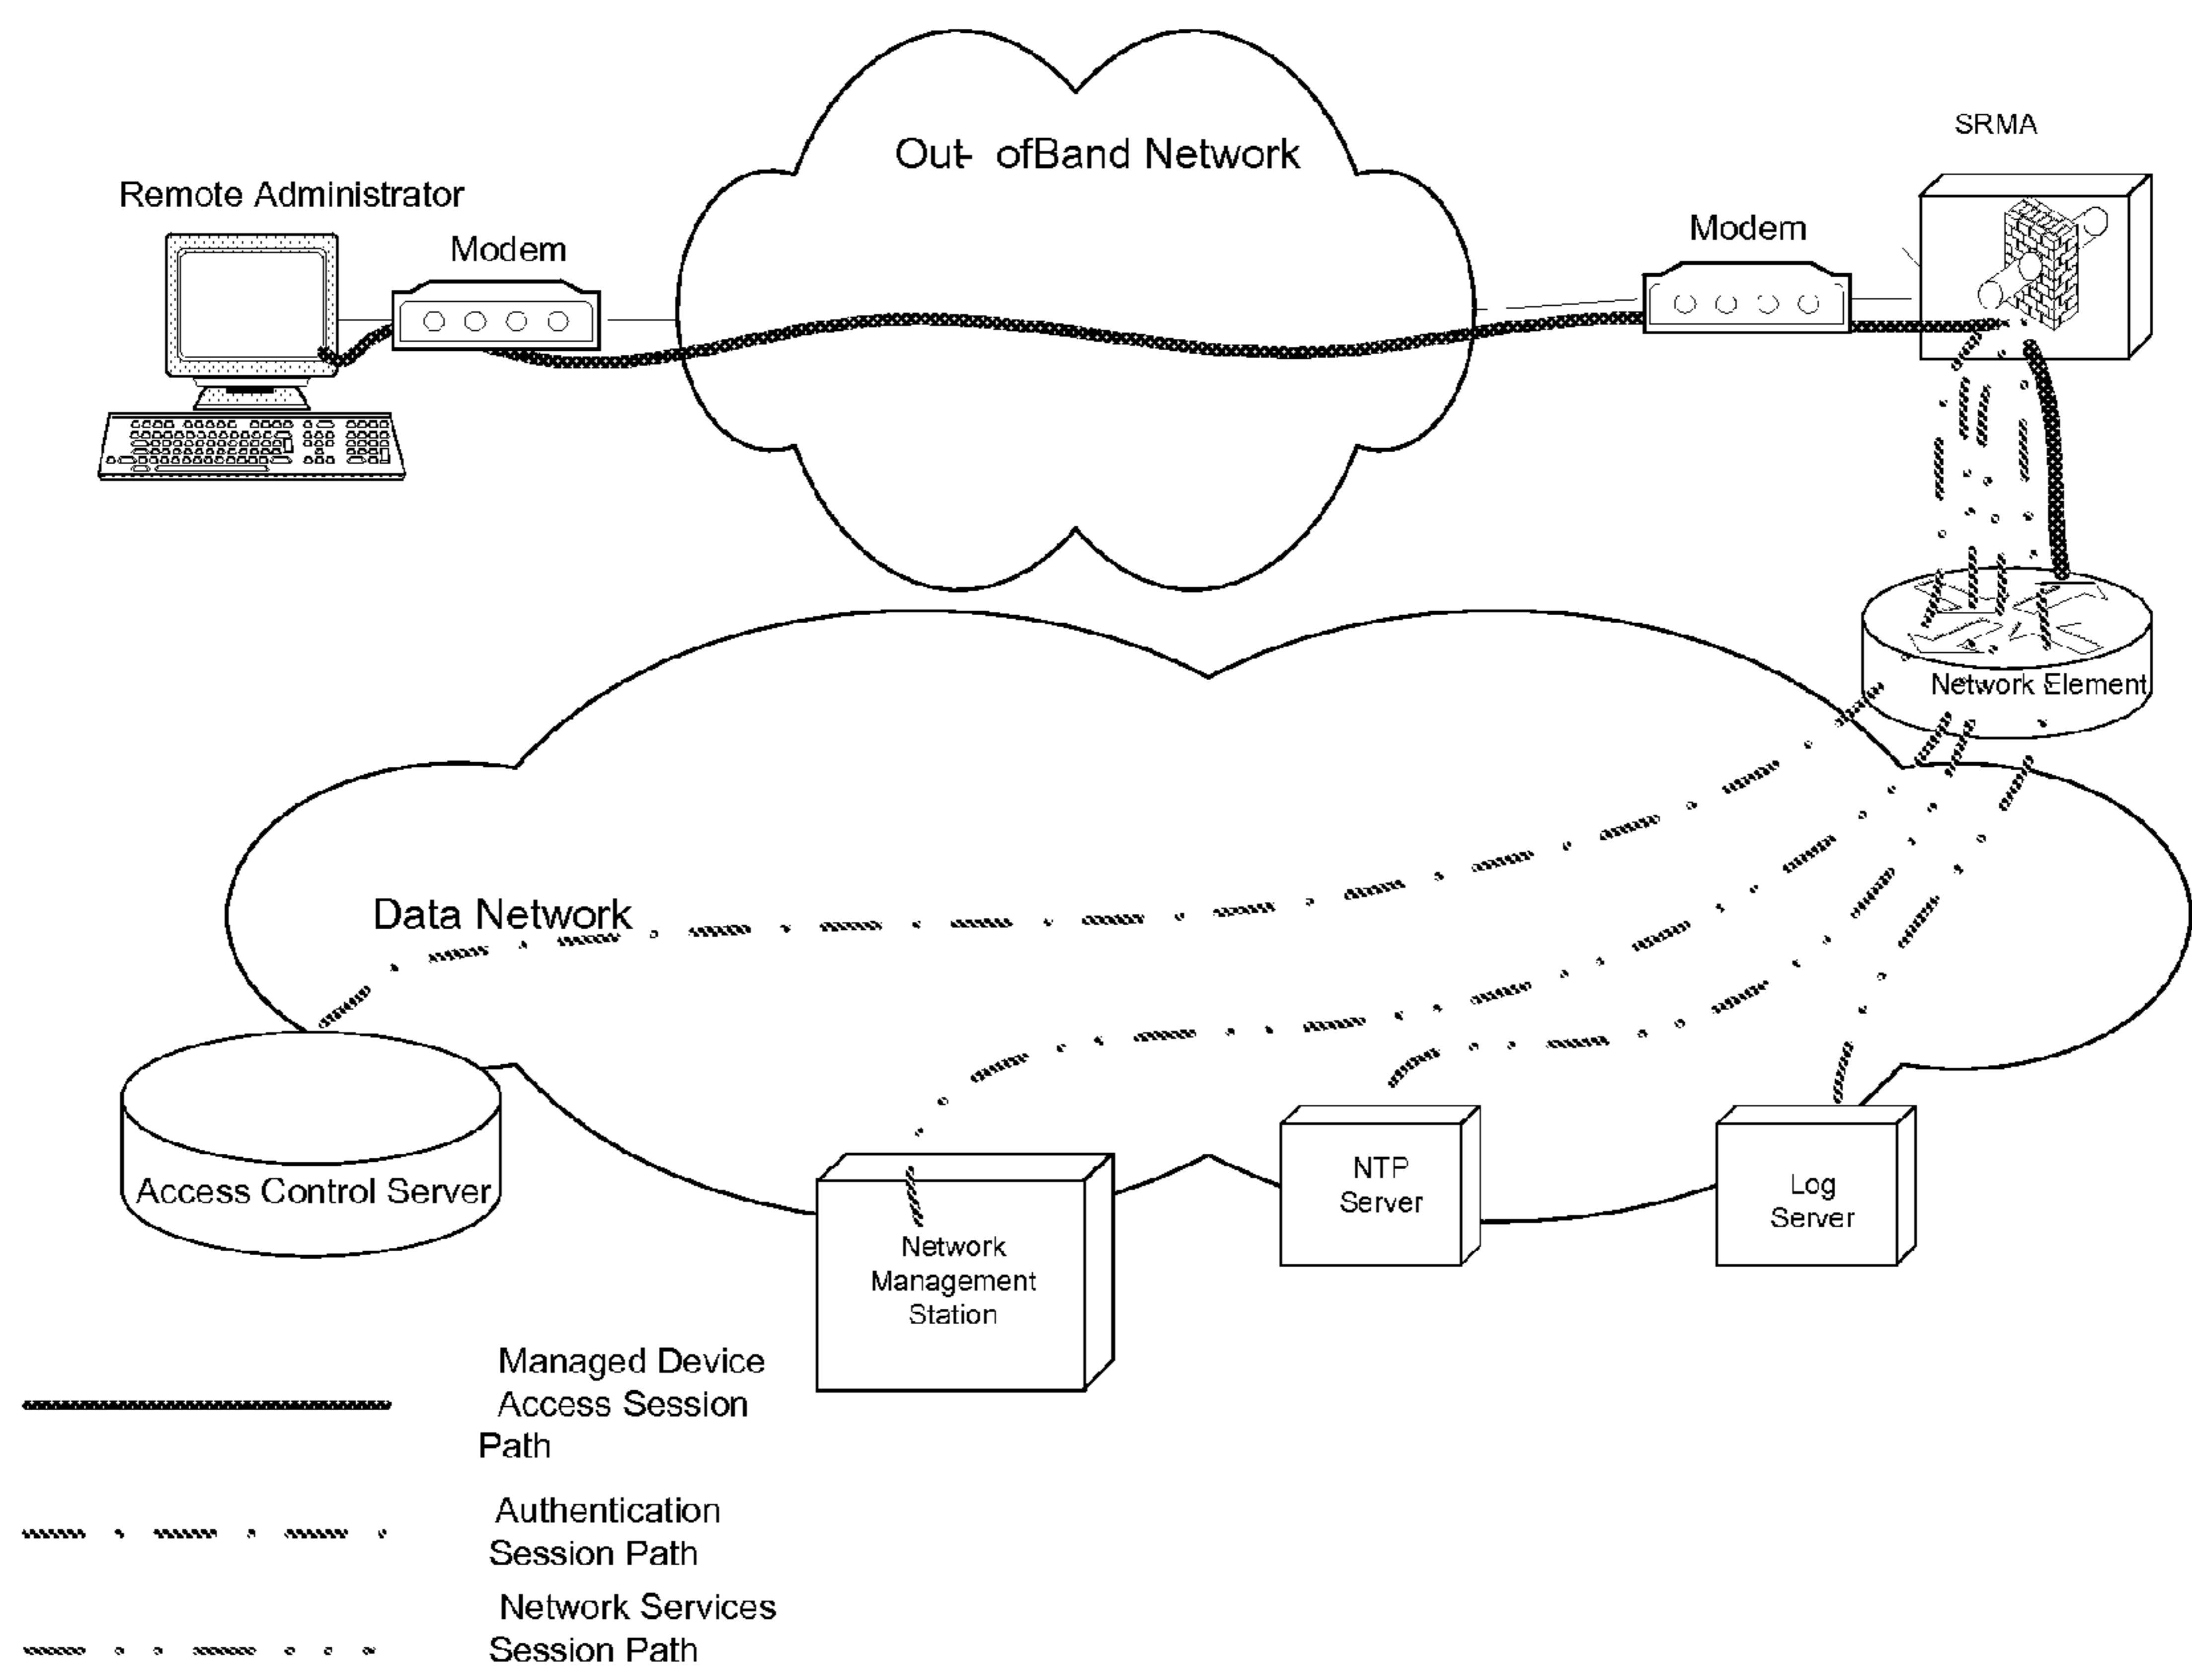 Out- ofBand Network
SRMA
Remote Administrator
Modem
Modem
Network Element
Data Network
Access Control Server
Network
Management
Station
NTP
Server
Log
Server
Managed Device
Access Session
Path
Authentication
Session Path
Network Services
Session Path